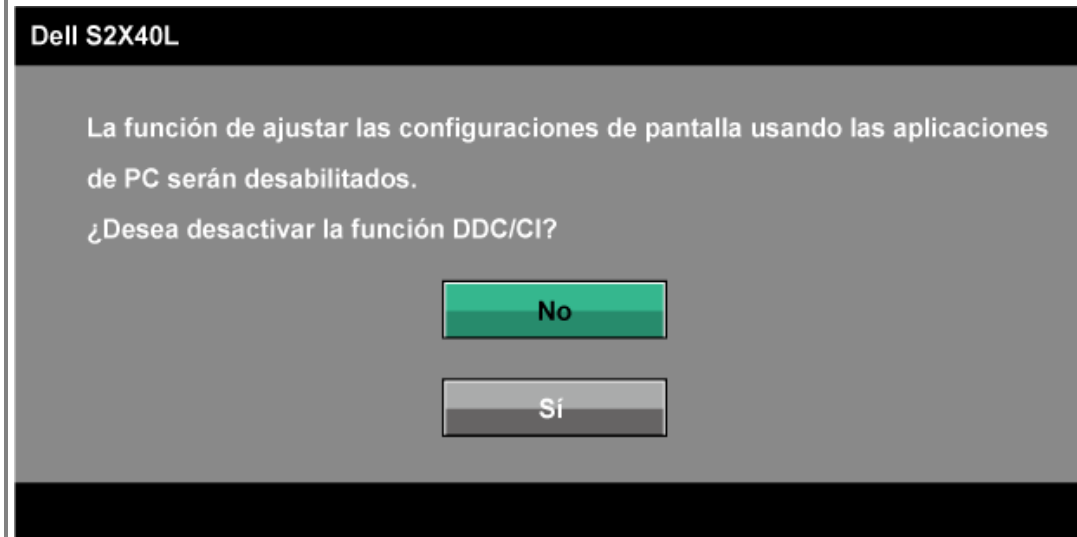 Dell S2X40L
La función de ajustar las configuraciones de pantalla usando las aplicaciones
de PC serán desabilitados.
¿Desea desactivar la función DDC/CI?
No
Sí